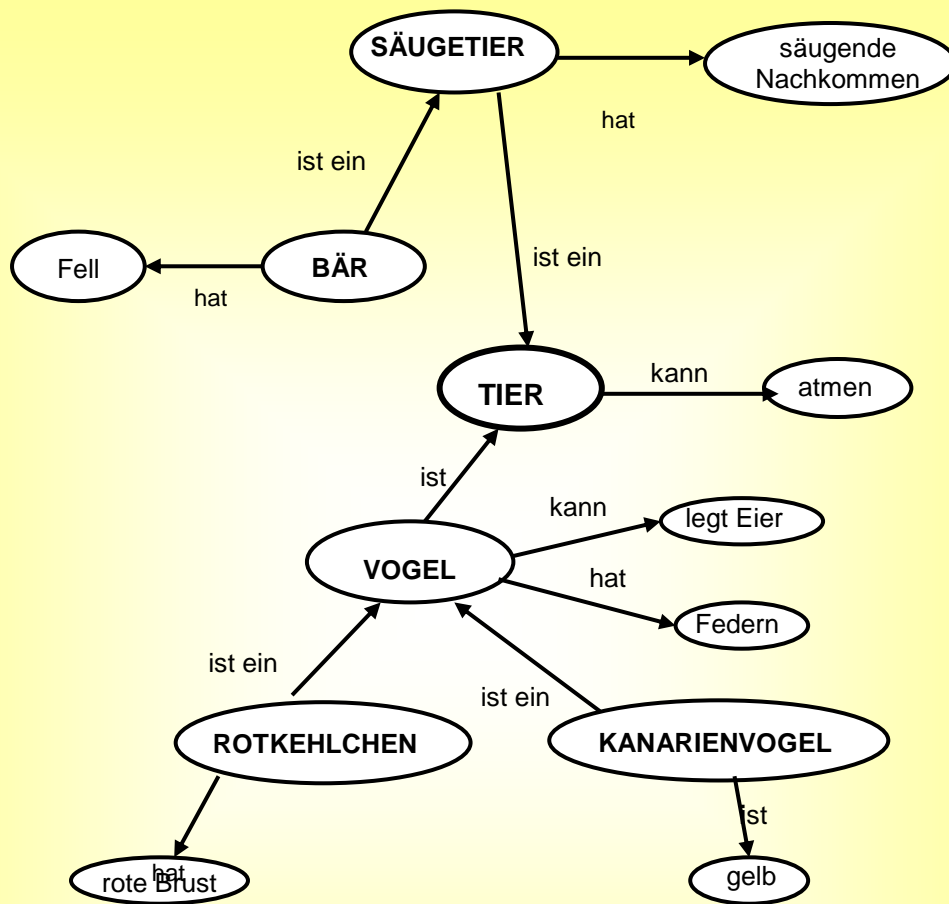 SÄUGETIER
säugende
Nachkommen
hat
ist ein
Fell
BÄR
ist ein
hat
TIER
kann
atmen
ist
kann
legt Eier
VOGEL
hat
Federn
ist ein
ist ein
ROTKEHLCHEN
KANARIENVOGEL
ist
hat
rote Brust
gelb